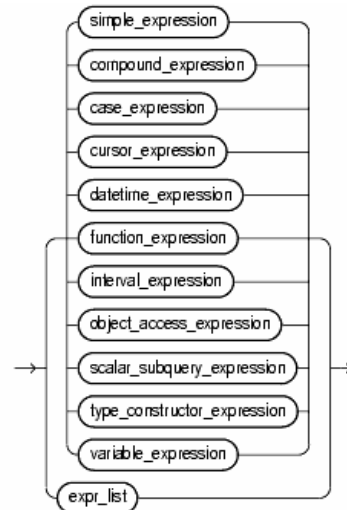 simple_expression
compound_expression
case_expression
cursor_expression
datetime_expression
function_expression
interval_expression
object_access_expression
scalar_subquery_expression
type_constructor_expression
variable_expression
expr_list